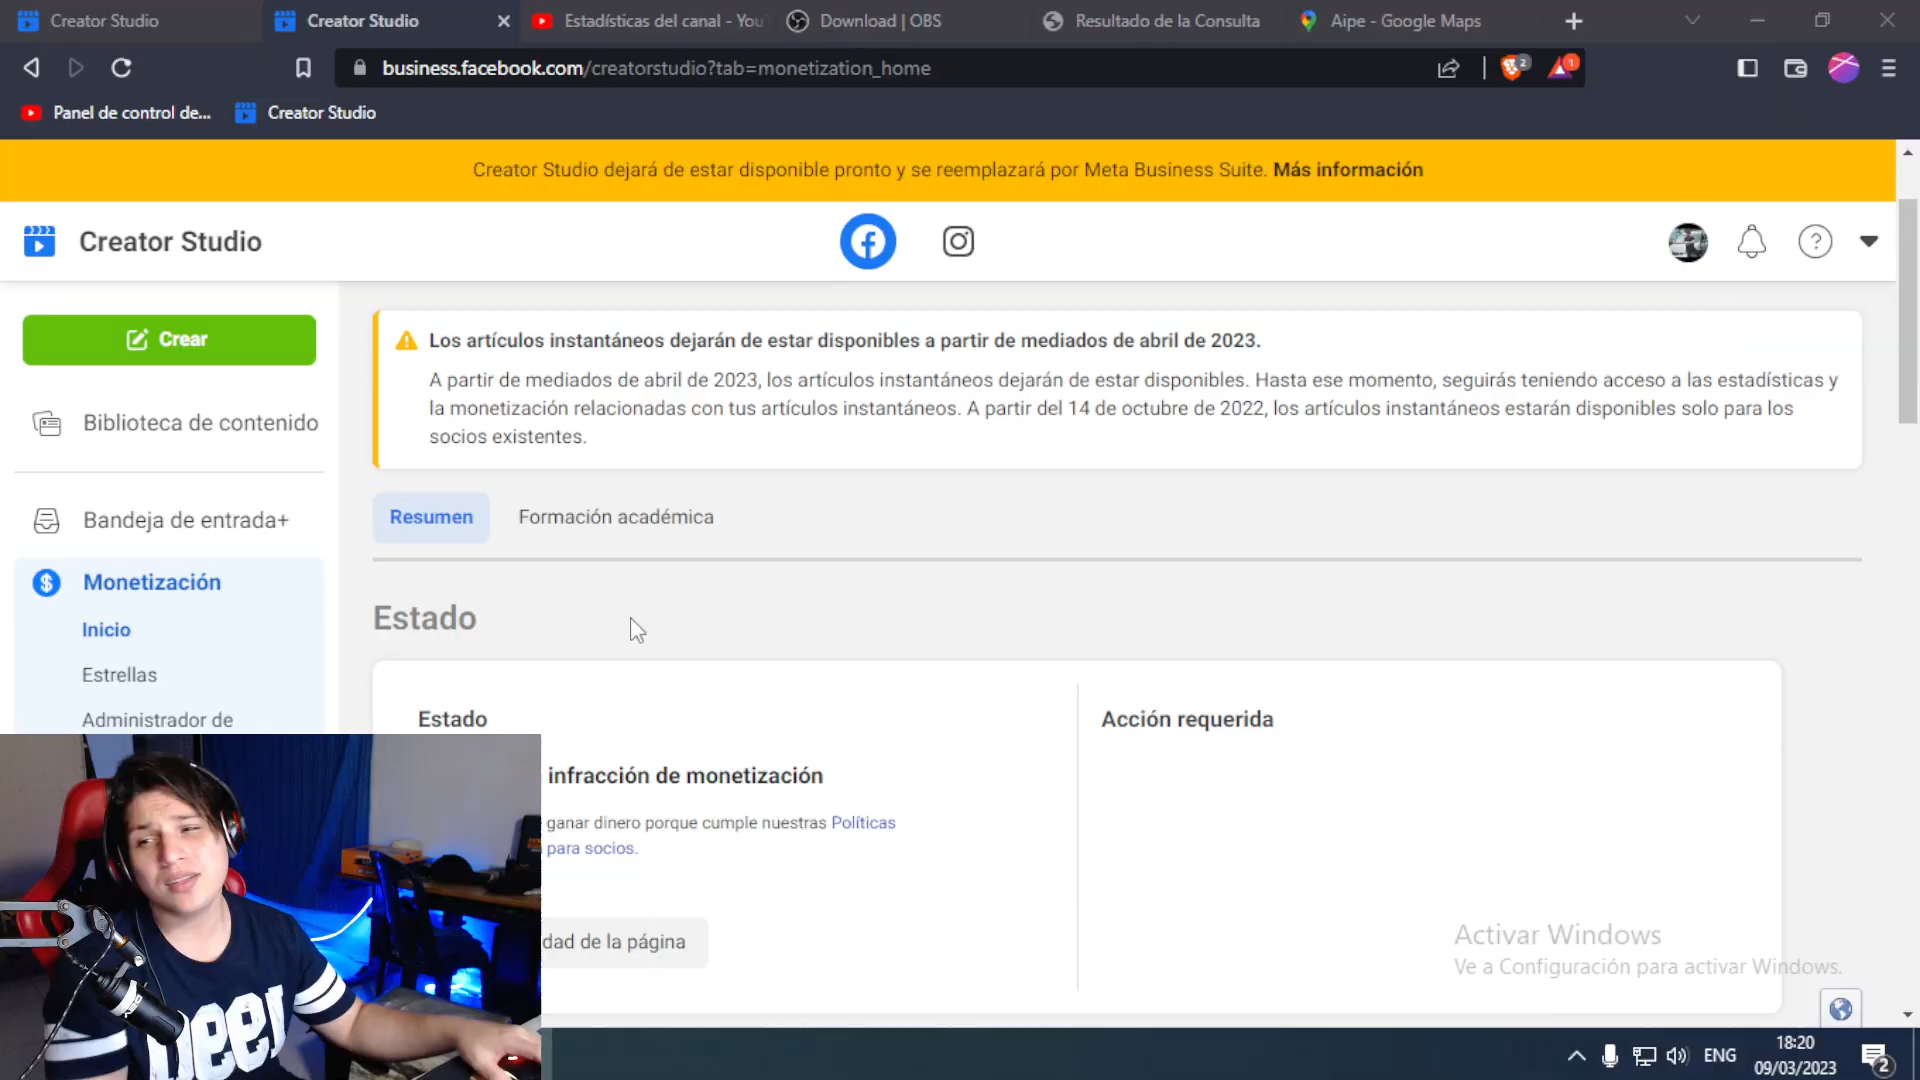 Creator Studio
Creator Studio
Estadísticas del canal - You
Download | OBS
Resultado de la Consulta
Aipe - Google Maps
business.facebook.com/creatorstudio?tab=monetization_home
2
1
Panel de control de...
Creator Studio
Creator Studio dejará de estar disponible pronto y se reemplazará por Meta Business Suite. Más información
Creator Studio
Crear
Los artículos instantáneos dejarán de estar disponibles a partir de mediados de abril de 2023.
A partir de mediados de abril de 2023, los artículos instantáneos dejarán de estar disponibles. Hasta ese momento, seguirás teniendo acceso a las estadísticas y
la monetización relacionadas con tus artículos instantáneos. A partir del 14 de octubre de 2022, los artículos instantáneos estarán disponibles solo para los
socios existentes.
Biblioteca de contenido
Bandeja de entrada+
Monetización
Inicio
Estrellas
Administrador de
Resumen
Formación académica
Estado
Estado
infracción de monetización
ganar dinero porque cumple nuestras Políticas
para socios.
dad de la página
Acción requerida
Activar Windows
Ve a Configuración para activar Windows.
ENG
18:20
09/03/2023
2